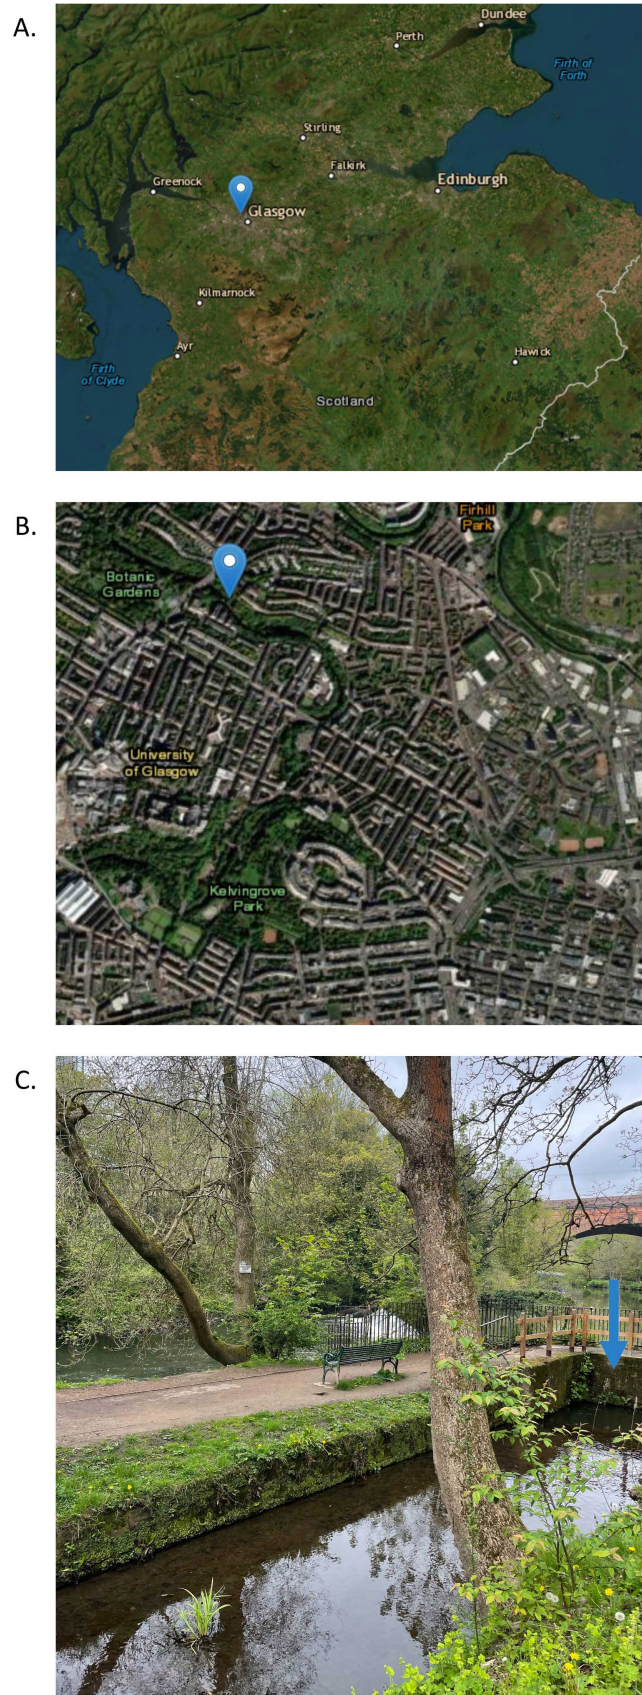 A.
Dundee
Perth
Firth of
Forth
Stirling
Falkirk
Greenock
Edinburgh
Glasgow
Kilmarnock
Ayr
Hawick
Firth
of Clyde
Scotland
B.
Firhill
Park
Botanic
Gardens
University
of Glasgow
Kelvingrove
Park
C.